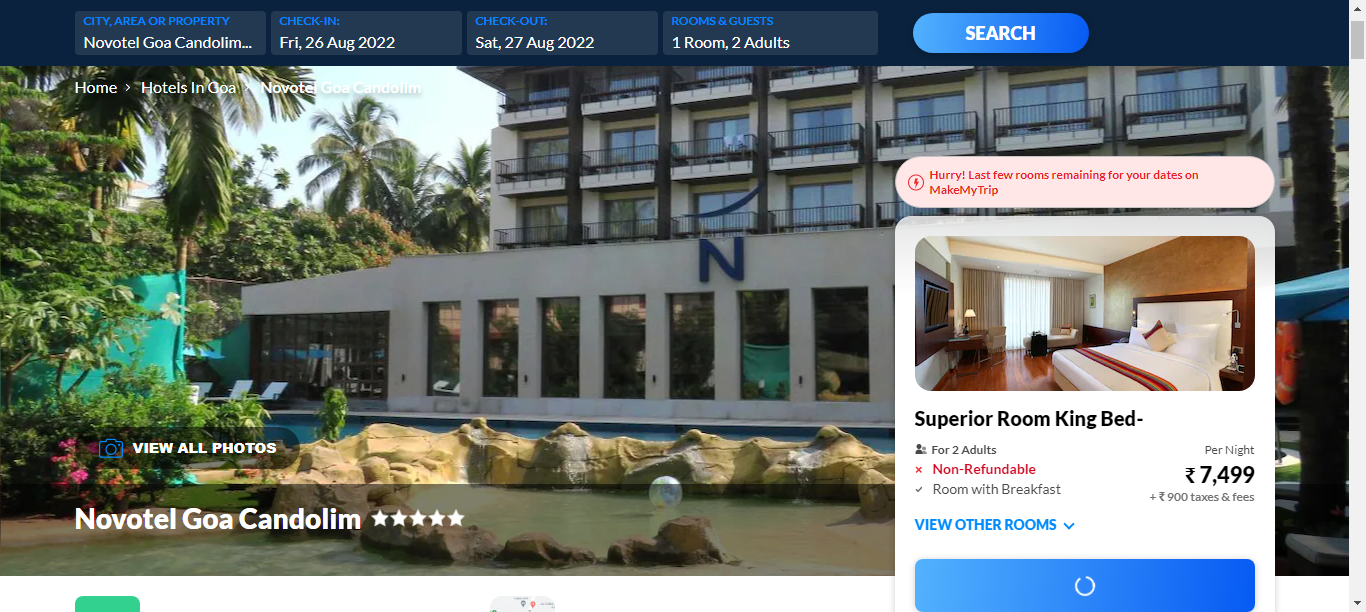 CITY, AREA OR PROPERTY
Novotel Goa Candolim...
CHECK-IN:
Fri, 26 Aug 2022
CHECK-OUT:
Sat, 27 Aug 2022
ROOMS & GUESTS
1 Room, 2 Adults
SEARCH
Home › Hotels In Goa › Novotel Goa Candolim
N
Hurry! Last few rooms remaining for your dates on
MakeMyTrip
Superior Room King Bed-
For 2 Adults
Per Night
× Non-Refundable
₹ 7,499
✓ Room with Breakfast
+ ₹ 900 taxes & fees
VIEW OTHER ROOMS
VIEW ALL PHOTOS
Novotel Goa Candolim ★★★★★